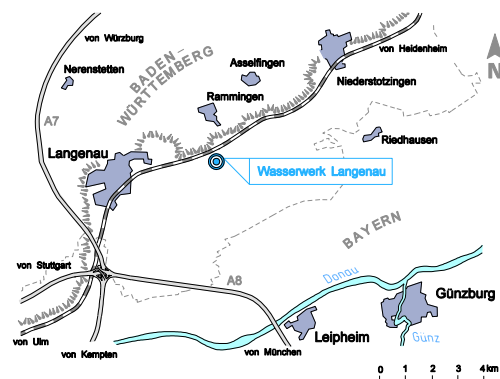 von Würzburg
von Heidenheim
BADEN-
WÜRTTEMBERG
Asselfingen
Nerenstetten
N
Niederstotzingen
Rammingen
A7
Riedhausen
Langenau
Wasserwerk Langenau
BAYERN
von Stuttgart
Donau
A8
Günzburg
Leipheim
Günz
von Ulm
von Kempten
von München
0 1 2 3 4 km